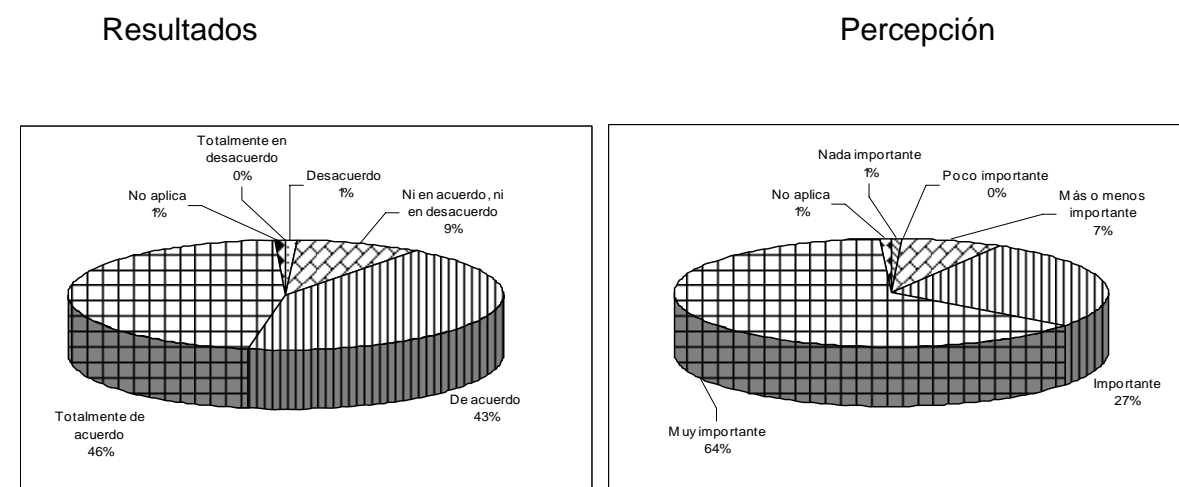 Resultados
Percepción
Totalmente en
desacuerdo
0%
Desacuerdo
1%
No aplica
1%
Ni en acuerdo, ni
en desacuerdo
9%
De acuerdo
43%
Totalmente de
acuerdo
46%
Nada importante
1%
Poco importante
0%
No aplica
1%
Más o menos
importante
7%
Importante
27%
Muy importante
64%